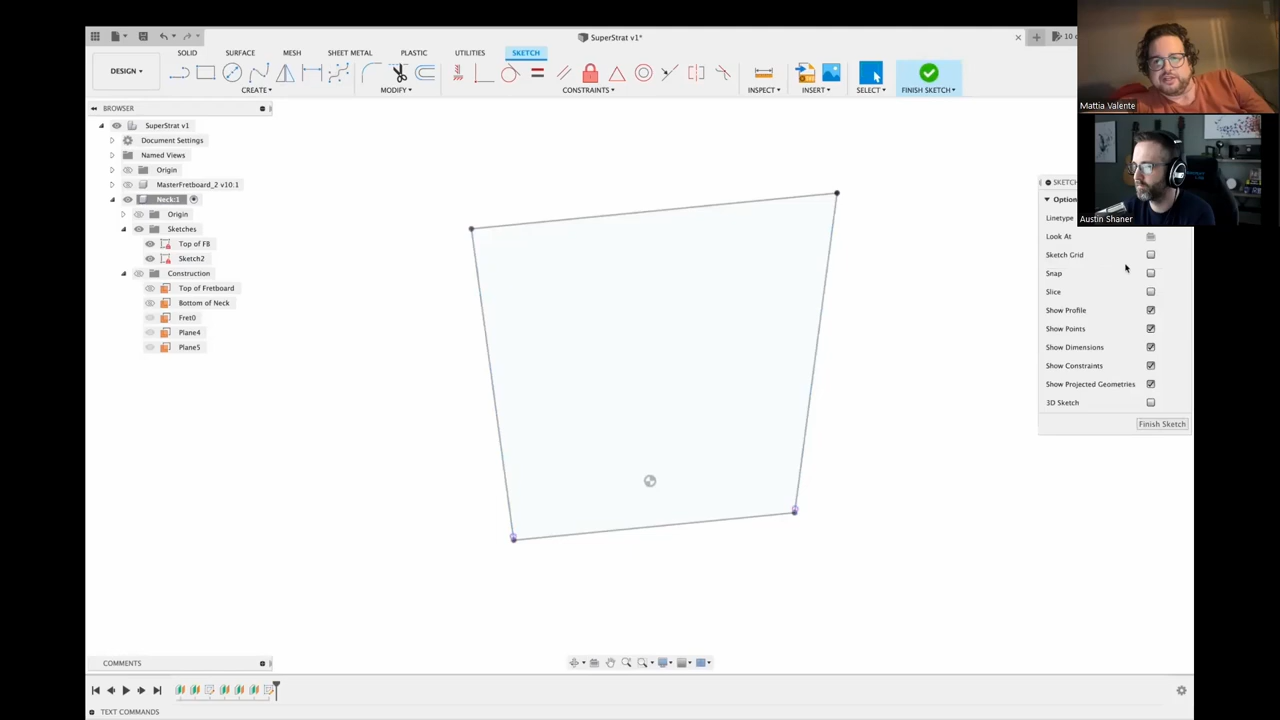 SuperStrat v1*
10 c
DESIGN
SOLID SURFACE MESH SHEET METAL PLASTIC UTILITIES SKETCH
CREATE MODIFY CONSTRAINTS INSPECT INSERT SELECT FINISH SKETCH
Mattia Valente
Austin Shaner
BROWSER
SuperStrat v1
Document Settings
Named Views
Origin
MasterFretboard_2 v10:1
Neck:1
Origin
Sketches
Top of FB
Sketch2
Construction
Top of Fretboard
Bottom of Neck
Fret0
Plane4
Plane5
SKETCH
Option
Linetype
Look At
Sketch Grid
Snap
Slice
Show Profile
Show Points
Show Dimensions
Show Constraints
Show Projected Geometries
3D Sketch
Finish Sketch
COMMENTS
TEXT COMMANDS